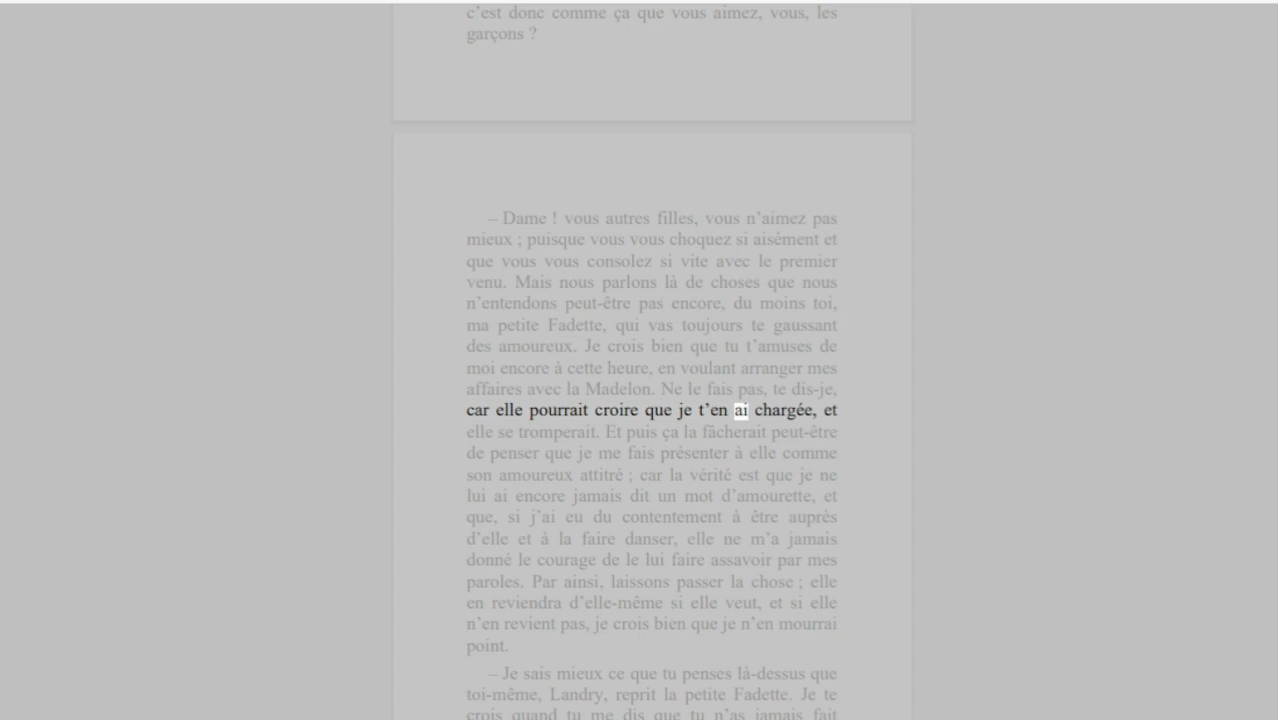 c’est donc comme ça que vous aimez, vous, les
garçons ?
– Dame ! vous autres filles, vous n’aimez pas
mieux ; puisque vous vous choquez si aisément et
que vous vous consolez si vite avec le premier
venu. Mais nous parlons là de choses que nous
n’entendons peut-être pas encore, du moins toi,
ma petite Fadette, qui vas toujours te gaussant
des amoureux. Je crois bien que tu t’amuses de
moi encore à cette heure, en voulant arranger mes
affaires avec la Madelon. Ne le fais pas, te dis-je,
car elle pourrait croire que je t’en ai chargée, et
elle se tromperait. Et puis ça la fâcherait peut-être
de penser que je me fais présenter à elle comme
son amoureux attitré ; car la vérité est que je ne
lui ai encore jamais dit un mot d’amourette, et
que, si j’ai eu du contentement à être auprès
d’elle et à la faire danser, elle ne m’a jamais
donné le courage de le lui faire assavoir par mes
paroles. Par ainsi, laissons passer la chose ; elle
en reviendra d’elle-même si elle veut, et si elle
n’en revient pas, je crois bien que je n’en mourrai
point.
– Je sais mieux ce que tu penses là-dessus que
toi-même, Landry, reprit la petite Fadette. Je te
crois quand tu me dis que tu n’as jamais fait